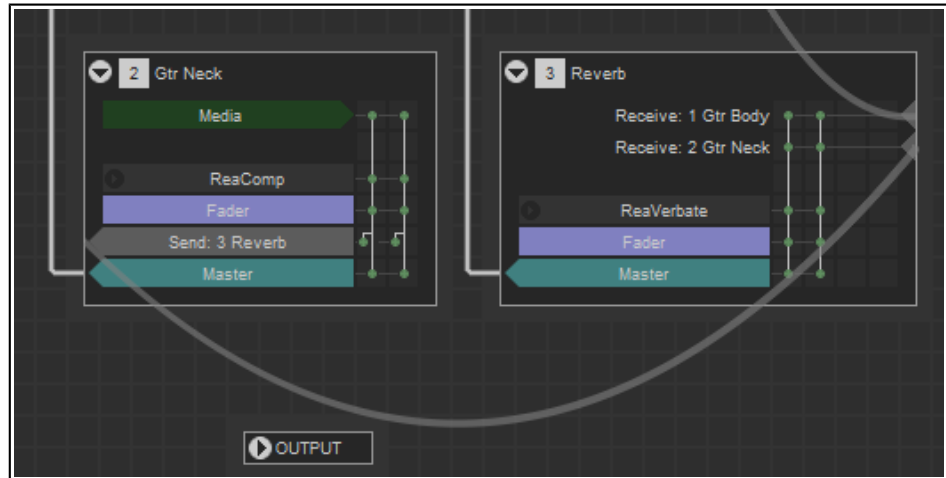 2 Gtr Neck
Media
ReaComp
Fader
Send: 3 Reverb
Master
3 Reverb
Receive: 1 Gtr Body
Receive: 2 Gtr Neck
ReaVerbate
Fader
Master
OUTPUT